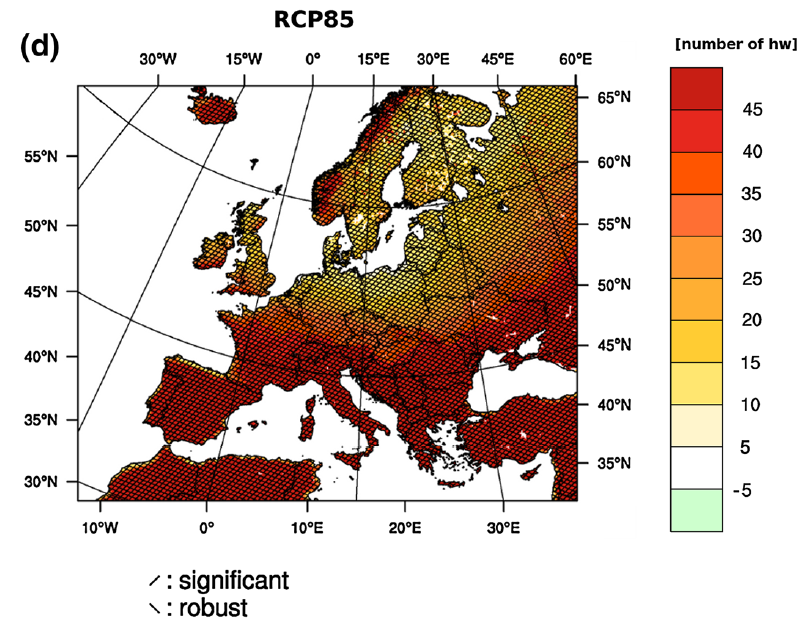 RCP85
(d)
[number of hw]
30°W 15°W 0° 15°E 30°E 45°E 60°E
65°N
60°N
55°N
50°N
45°N
40°N
35°N
55°N
50°N
45°N
40°N
35°N
30°N
10°W 0° 10°E 20°E 30°E
45
40
35
30
25
20
15
10
5
-5
⁄ : significant
\ : robust